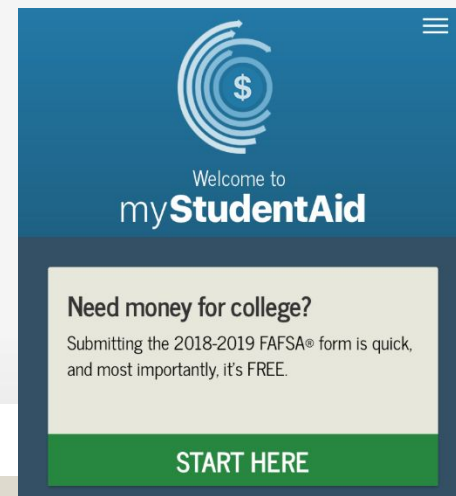 $
Welcome to
myStudentAid
Need money for college?
Submitting the 2018-2019 FAFSA® form is quick,
and most importantly, it's FREE.
START HERE